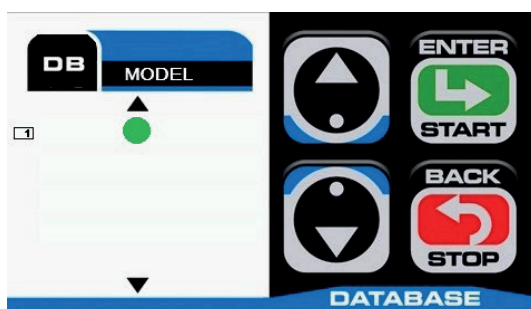 DB
MODEL
1
ENTER
START
BACK
STOP
DATABASE